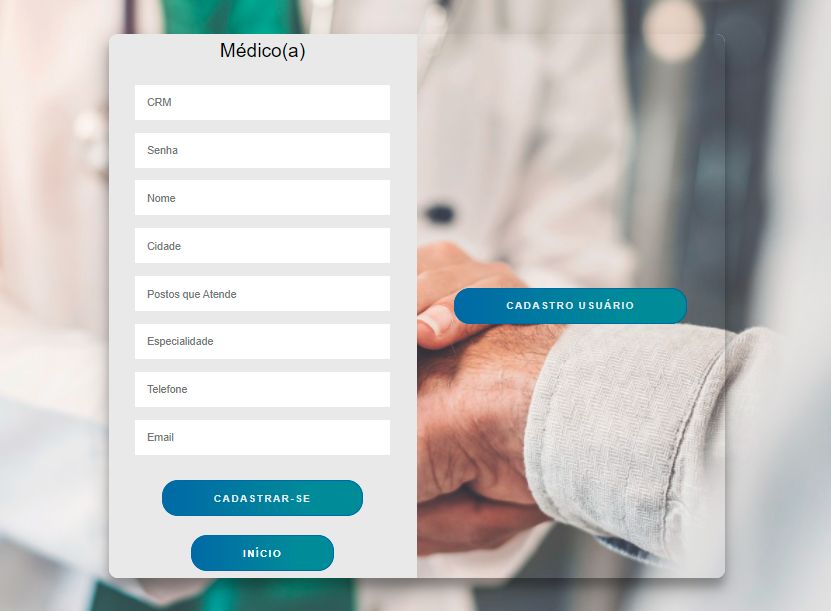 Médico(a)
CRM
Senha
Nome
Cidade
Postos que Atende
Especialidade
Telefone
Email
CADASTRAR-SE
INÍCIO
CADASTRO USUÁRIO